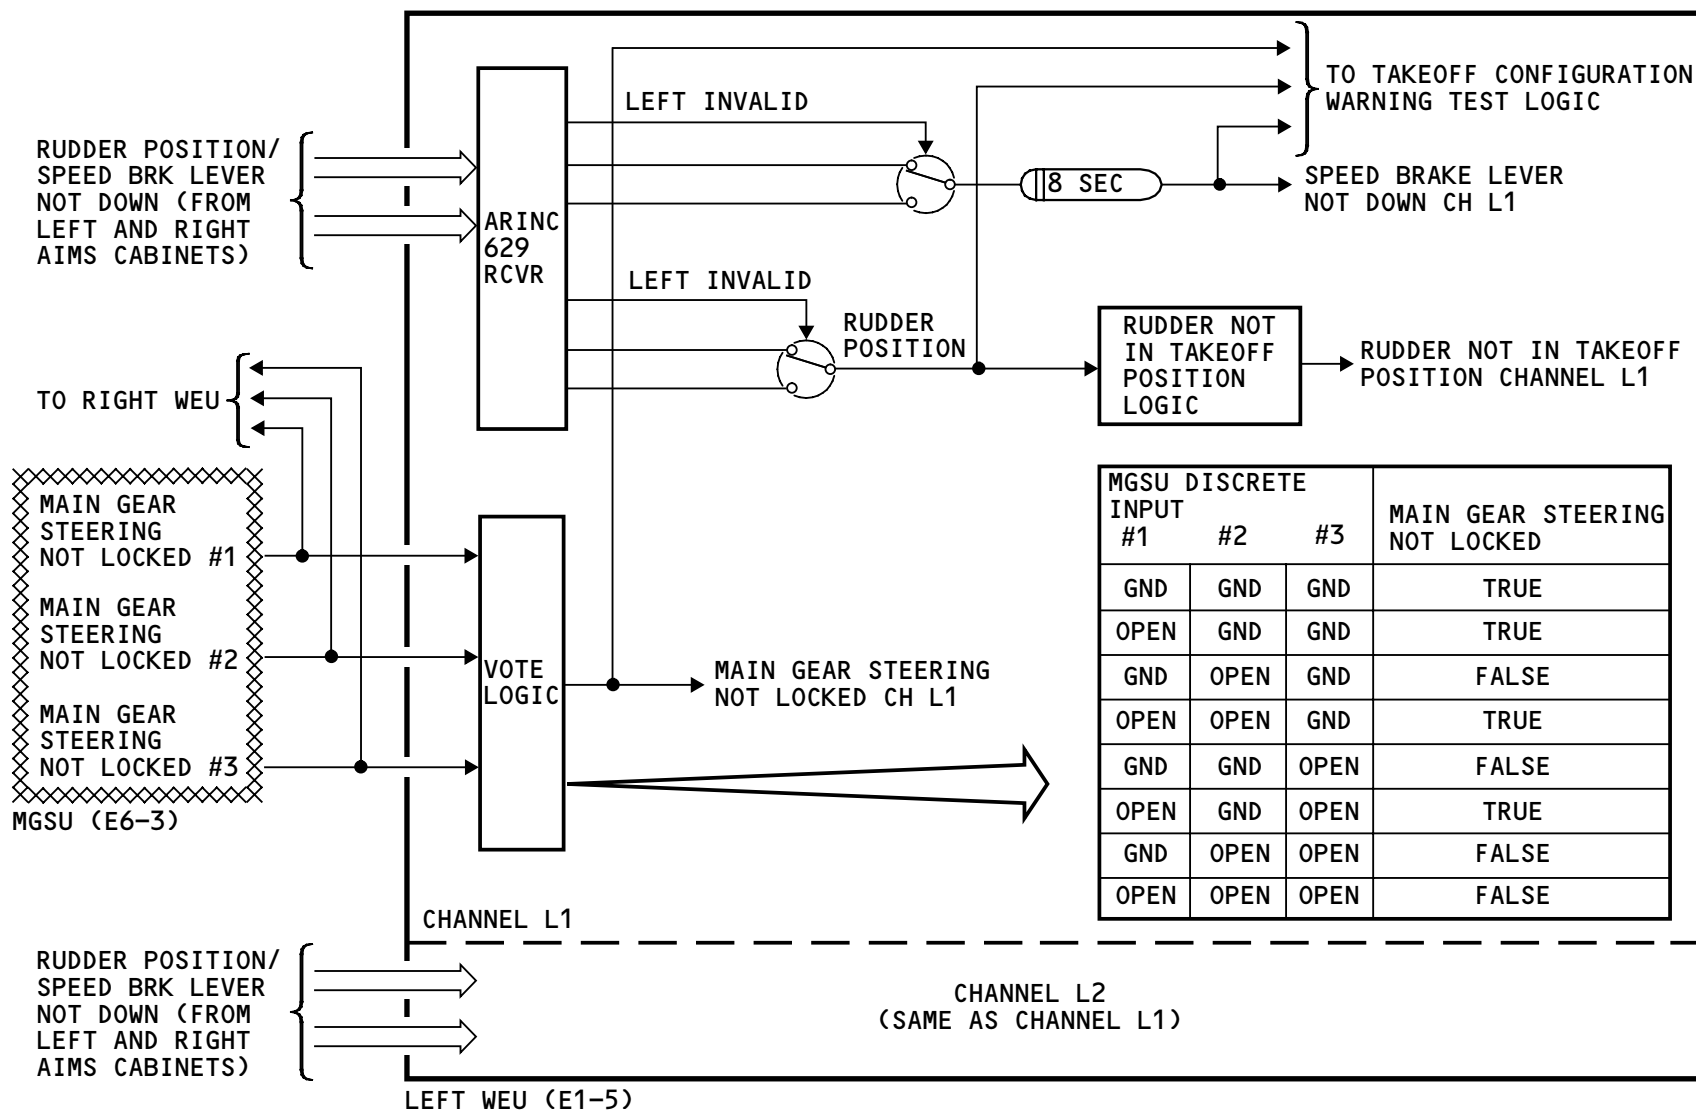 TO TAKEOFF CONFIGURATION
WARNING TEST LOGIC
LEFT INVALID
RUDDER POSITION/
SPEED BRK LEVER
NOT DOWN (FROM
LEFT AND RIGHT
AIMS CABINETS)
8 SEC
SPEED BRAKE LEVER
NOT DOWN CH L1
ARINC
629
RCVR
LEFT INVALID
RUDDER
POSITION
RUDDER NOT
IN TAKEOFF
POSITION
LOGIC
RUDDER NOT IN TAKEOFF
POSITION CHANNEL L1
TO RIGHT WEU
MAIN GEAR
STEERING
NOT LOCKED #1
MAIN GEAR
STEERING
NOT LOCKED #2
MAIN GEAR
STEERING
NOT LOCKED #3
MGSU (E6-3)
VOTE
LOGIC
MAIN GEAR STEERING
NOT LOCKED CH L1
MGSU DISCRETE
INPUT
#1 #2 #3
MAIN GEAR STEERING
NOT LOCKED
GND GND GND TRUE
OPEN GND GND TRUE
GND OPEN GND FALSE
OPEN OPEN GND TRUE
GND GND OPEN FALSE
OPEN GND OPEN TRUE
GND OPEN OPEN FALSE
OPEN OPEN OPEN FALSE
CHANNEL L1
RUDDER POSITION/
SPEED BRK LEVER
NOT DOWN (FROM
LEFT AND RIGHT
AIMS CABINETS)
CHANNEL L2
(SAME AS CHANNEL L1)
LEFT WEU (E1-5)